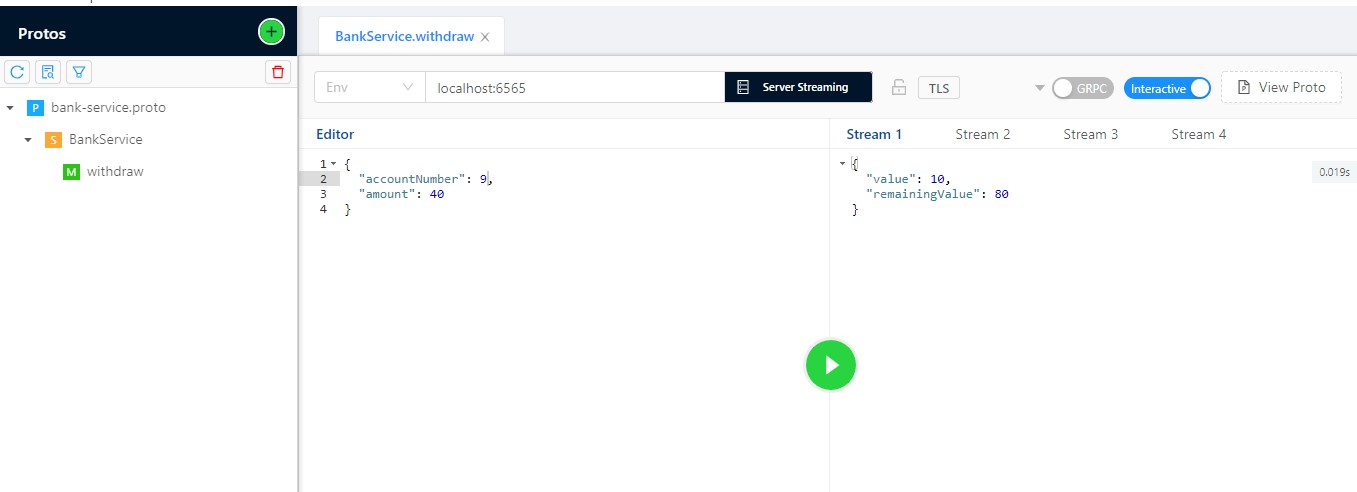 Protos
BankService.withdraw
Env
localhost:6565
Server Streaming
TLS
GRPC
Interactive
View Proto
P bank-service.proto
S BankService
M withdraw
Editor
1 {
2 "accountNumber": 9,
3 "amount": 40
4 }
Stream 1 Stream 2 Stream 3 Stream 4
{
"value": 10,
"remainingValue": 80
}
0.019s